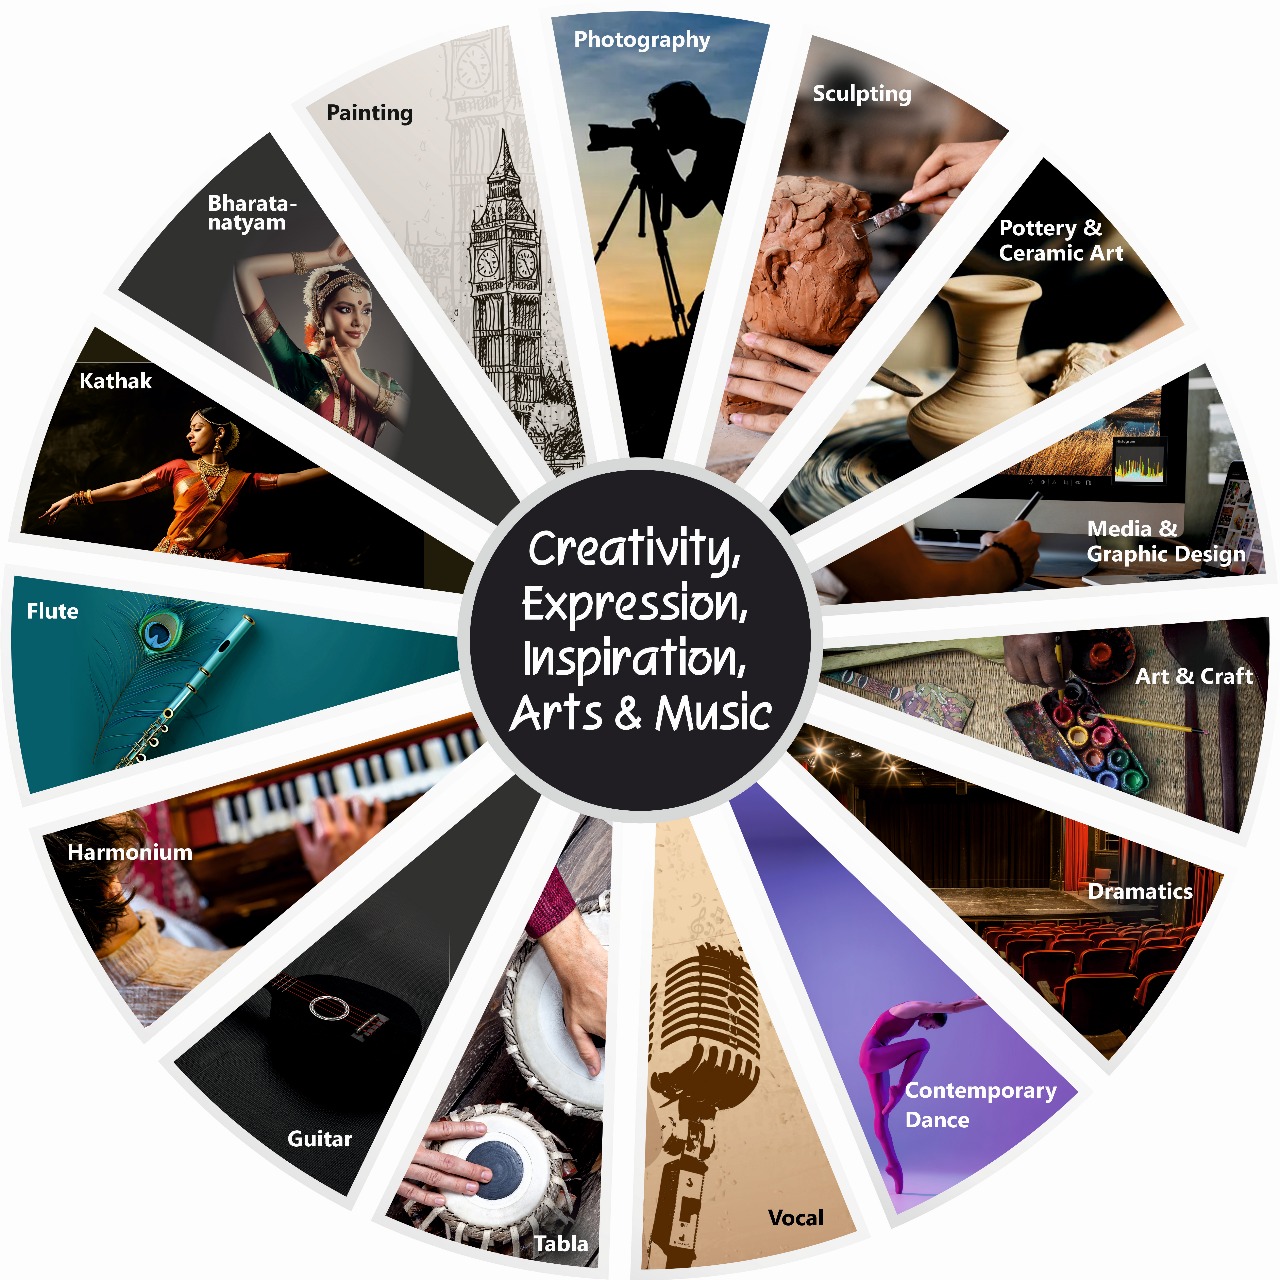 Photography
Sculpting
Pottery &
Ceramic Art
Media &
Graphic Design
Art & Craft
Dramatics
Contemporary
Dance
Vocal
Tabla
Guitar
Harmonium
Flute
Kathak
Bharata-
natyam
Painting
Creativity,
Expression,
Inspiration,
Arts & Music